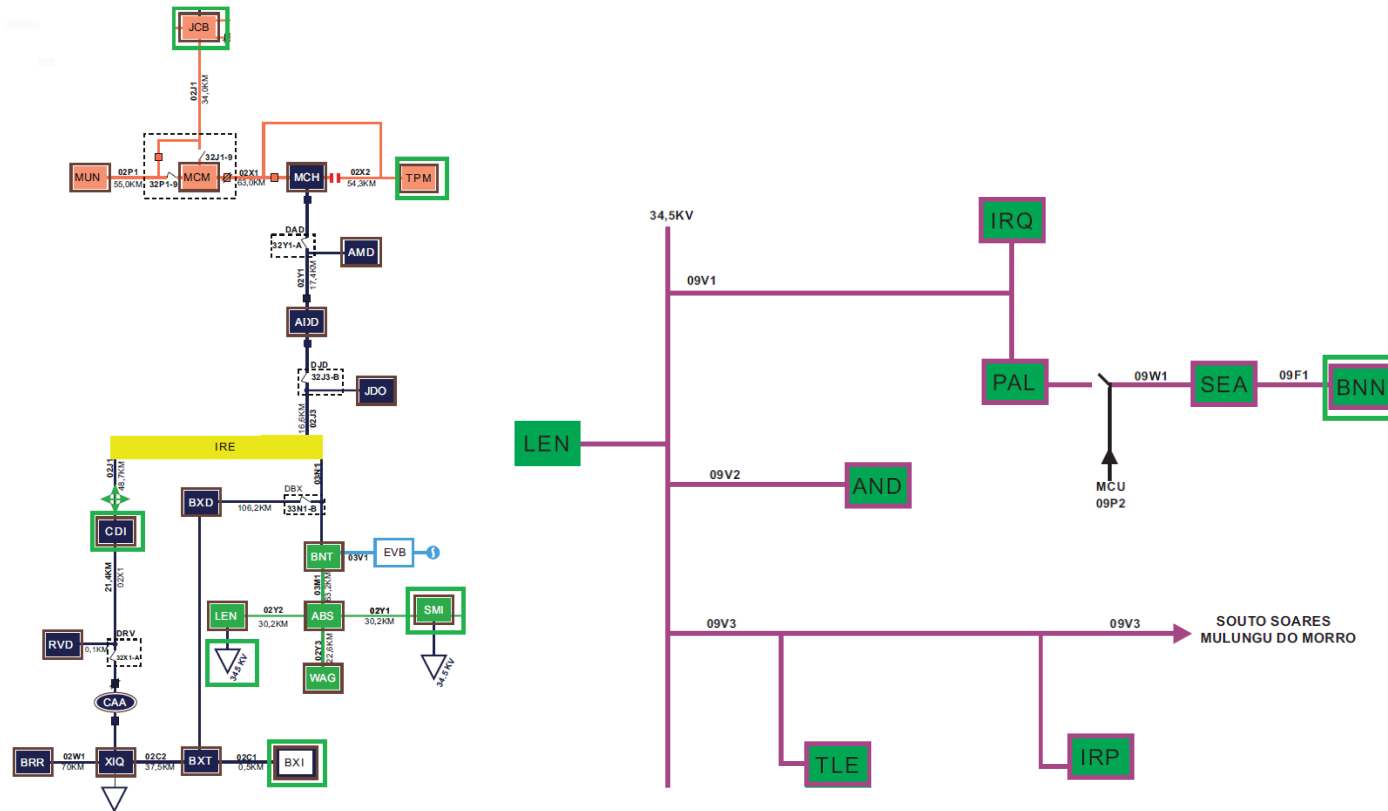 JCB
02J1
34,0KM
32J1-9
MUN
02P1
55,0KM
32P1-9
MCM
02X1
63,0KM
MCH
02X2
54,3KM
TPM
DAD
32Y1-A
AMD
02Y1
17,4KM
ADD
DJD
32J3-B
JDO
16,6KM
02J3
IRE
02J1
48,7KM
03N1
BXD
106,2KM
DBX
33N1-B
CDI
BNT
03V1
EVB
21,4KM
02X1
03M1
63,2KM
LEN
02Y2
30,2KM
ABS
02Y1
30,2KM
SMI
DRV
RVD
0,1KM
32X1-A
34,5 KV
02Y3
22,6KM
WAG
34,5 KV
CAA
BRR
02W1
70KM
XIQ
02C2
37,5KM
BXT
02C1
0,5KM
BXI
34,5KV
IRQ
09V1
PAL
09W1
SEA
09F1
BNN
LEN
09V2
AND
MCU
09P2
09V3
09V3
SOUTO SOARES
MULUNGU DO MORRO
TLE
IRP